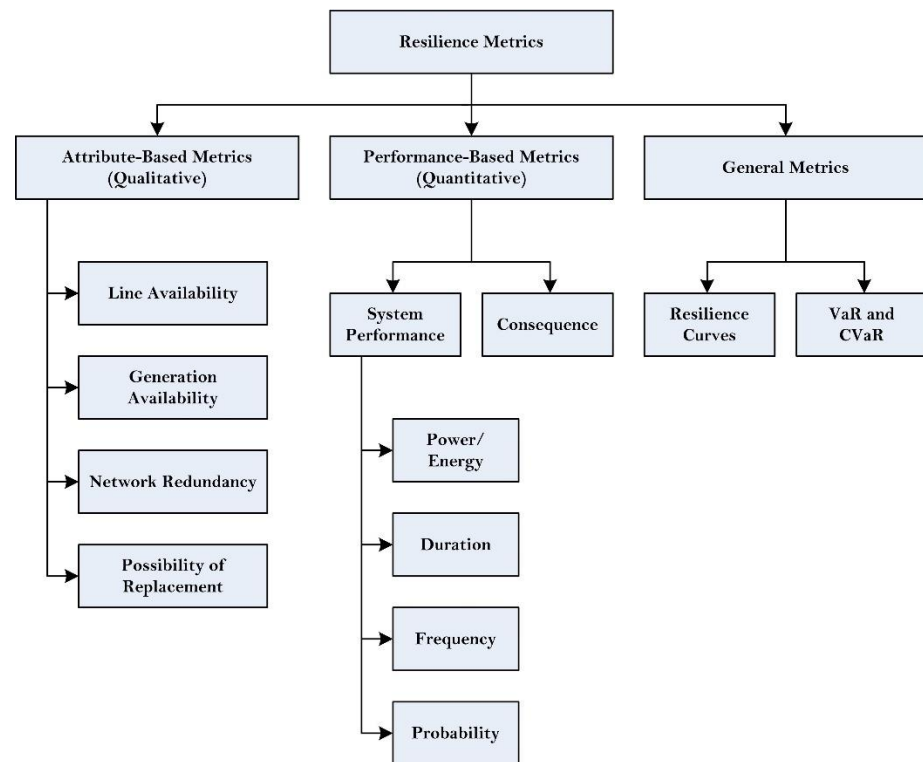 Resilience Metrics
Attribute-Based Metrics
(Qualitative)
Performance-Based Metrics
(Quantitative)
General Metrics
Line Availability
Generation
Availability
Network Redundancy
Possibility of
Replacement
System
Performance
Consequence
Power/
Energy
Duration
Frequency
Probability
Resilience
Curves
VaR and
CVaR